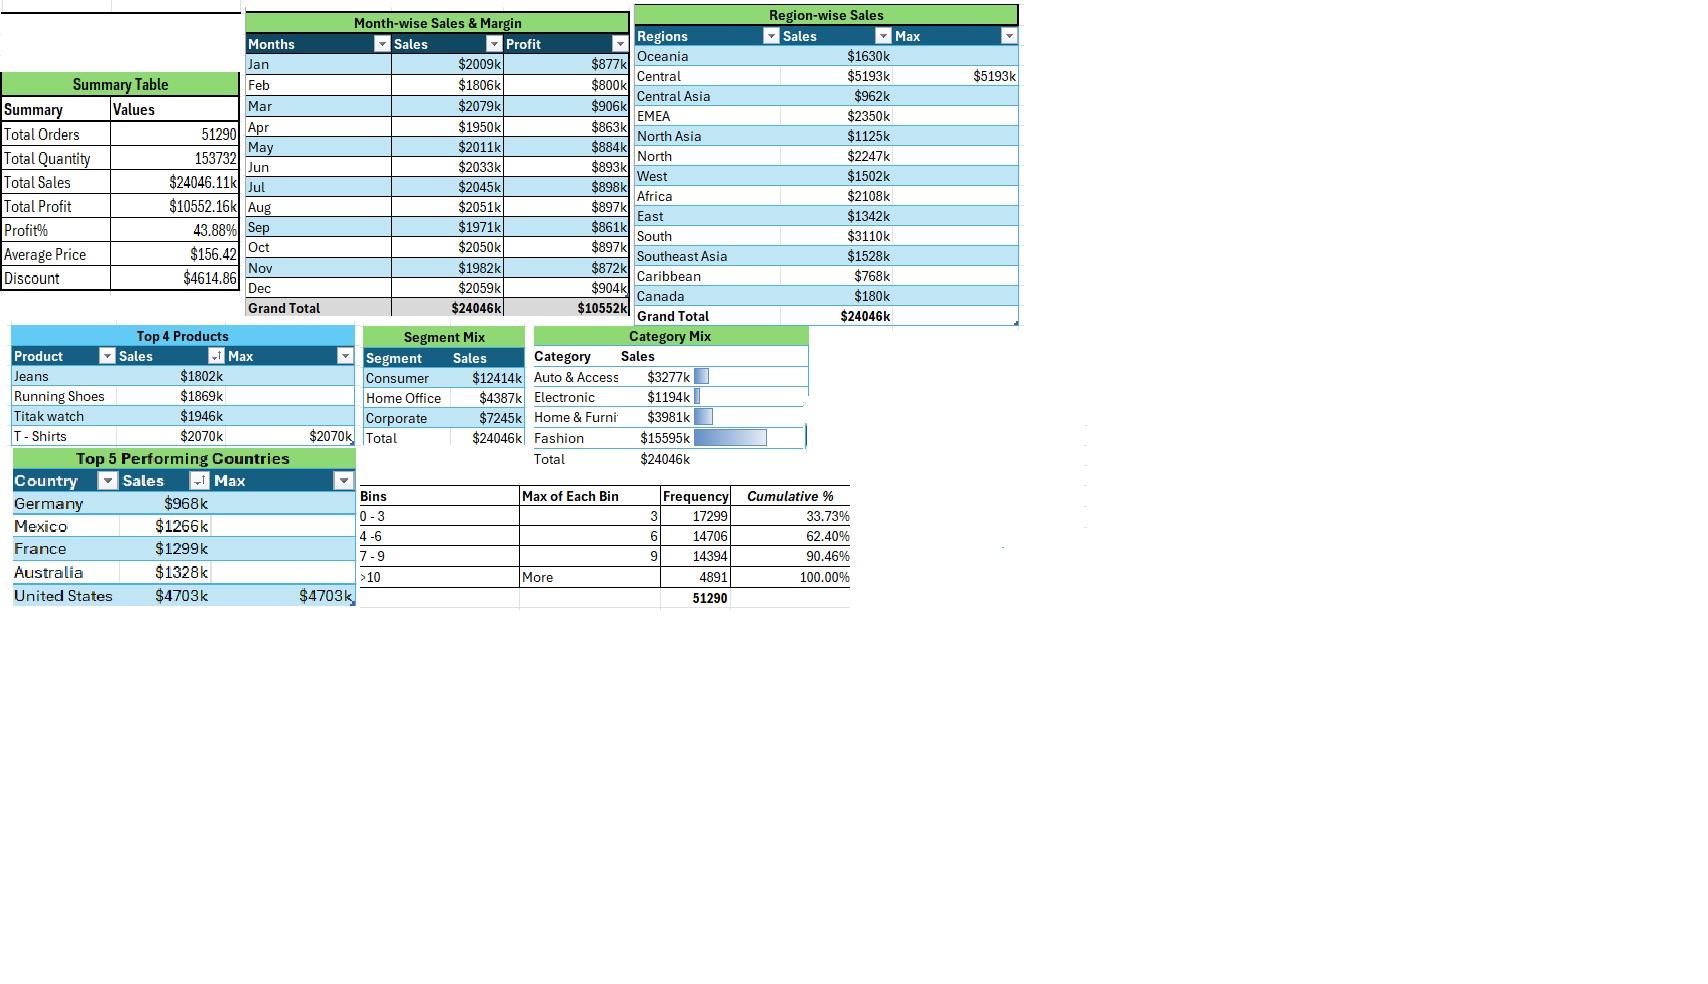 Summary Table
Summary Values
Total Orders 51290
Total Quantity 153732
Total Sales $24046.11k
Total Profit $10552.16k
Profit% 43.88%
Average Price $156.42
Discount $4614.86
Month-wise Sales & Margin
Months Sales Profit
Jan $2009k $877k
Feb $1806k $800k
Mar $2079k $906k
Apr $1950k $863k
May $2011k $884k
Jun $2033k $893k
Jul $2045k $898k
Aug $2051k $897k
Sep $1971k $861k
Oct $2050k $897k
Nov $1982k $872k
Dec $2059k $904k
Grand Total $24046k $10552k
Region-wise Sales
Regions Sales Max
Oceania $1630k
Central $5193k $5193k
Central Asia $962k
EMEA $2350k
North Asia $1125k
North $2247k
West $1502k
Africa $2108k
East $1342k
South $3110k
Southeast Asia $1528k
Caribbean $768k
Canada $180k
Grand Total $24046k
Top 4 Products
Product Sales Max
Jeans $1802k
Running Shoes $1869k
Titak watch $1946k
T - Shirts $2070k $2070k
Segment Mix
Segment Sales
Consumer $12414k
Home Office $4387k
Corporate $7245k
Total $24046k
Category Mix
Category Sales
Auto & Access $3277k
Electronic $1194k
Home & Furni $3981k
Fashion $15595k
Total $24046k
Top 5 Performing Countries
Country Sales Max
Germany $968k
Mexico $1266k
France $1299k
Australia $1328k
United States $4703k $4703k
Bins Max of Each Bin Frequency Cumulative %
0 - 3 3 17299 33.73%
4 -6 6 14706 62.40%
7 - 9 9 14394 90.46%
>10 More 4891 100.00%
51290